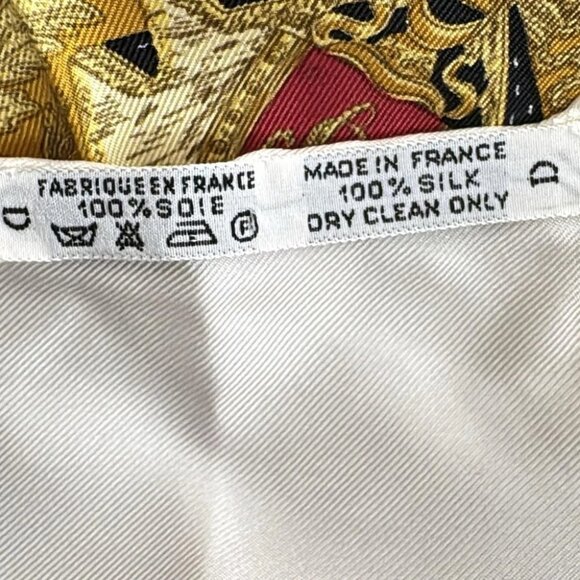 D
FABRIQUE EN FRANCE
100% SOIE
P
MADE IN FRANCE
100% SILK
DRY CLEAN ONLY
D